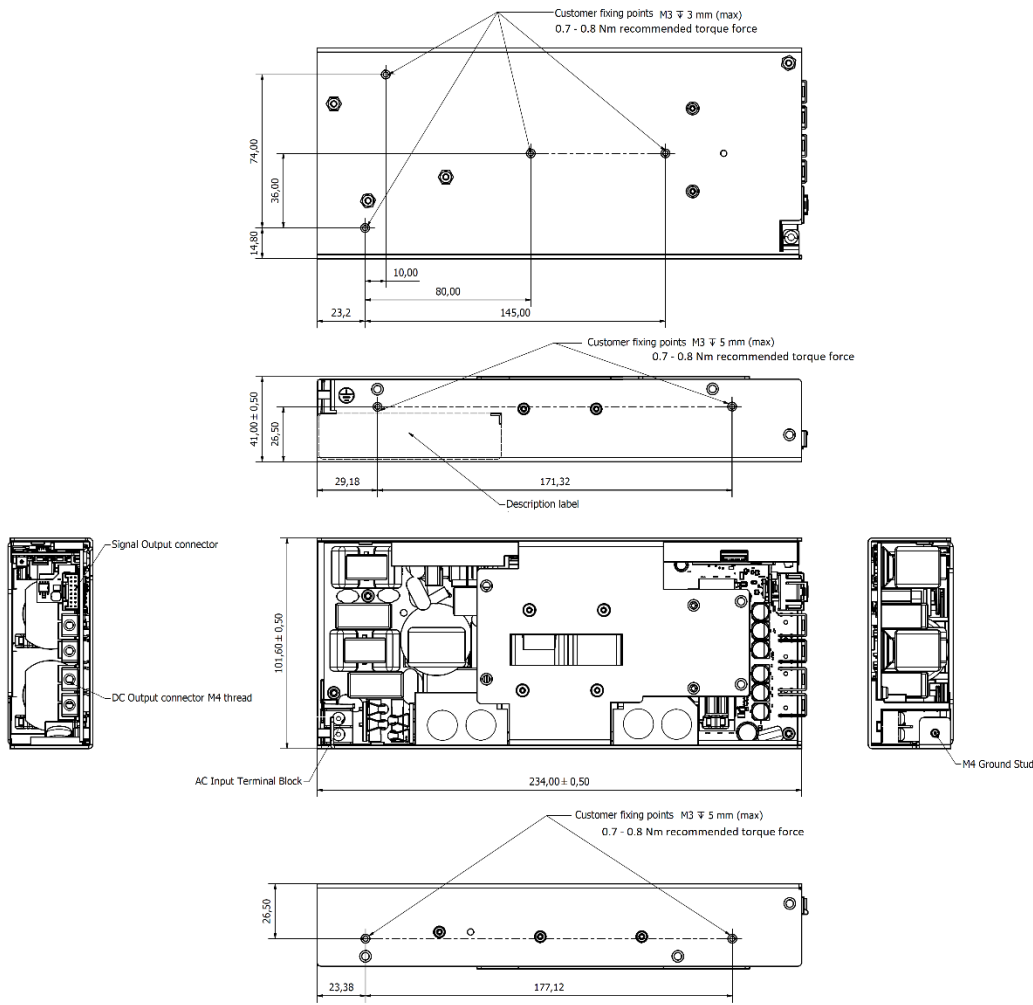 Customer fixing points M3 ↧ 3 mm (max)
0.7 - 0.8 Nm recommended torque force
74,00
36,00
14,80
10,00
80,00
23,2
145,00
Customer fixing points M3 ↧ 5 mm (max)
0.7 - 0.8 Nm recommended torque force
41,00 ± 0,50
26,50
29,18
171,32
Description label
Signal Output connector
DC Output connector M4 thread
101,60 ± 0,50
AC Input Terminal Block
234,00 ± 0,50
M4 Ground Stud
Customer fixing points M3 ↧ 5 mm (max)
0.7 - 0.8 Nm recommended torque force
26,50
23,38
177,12